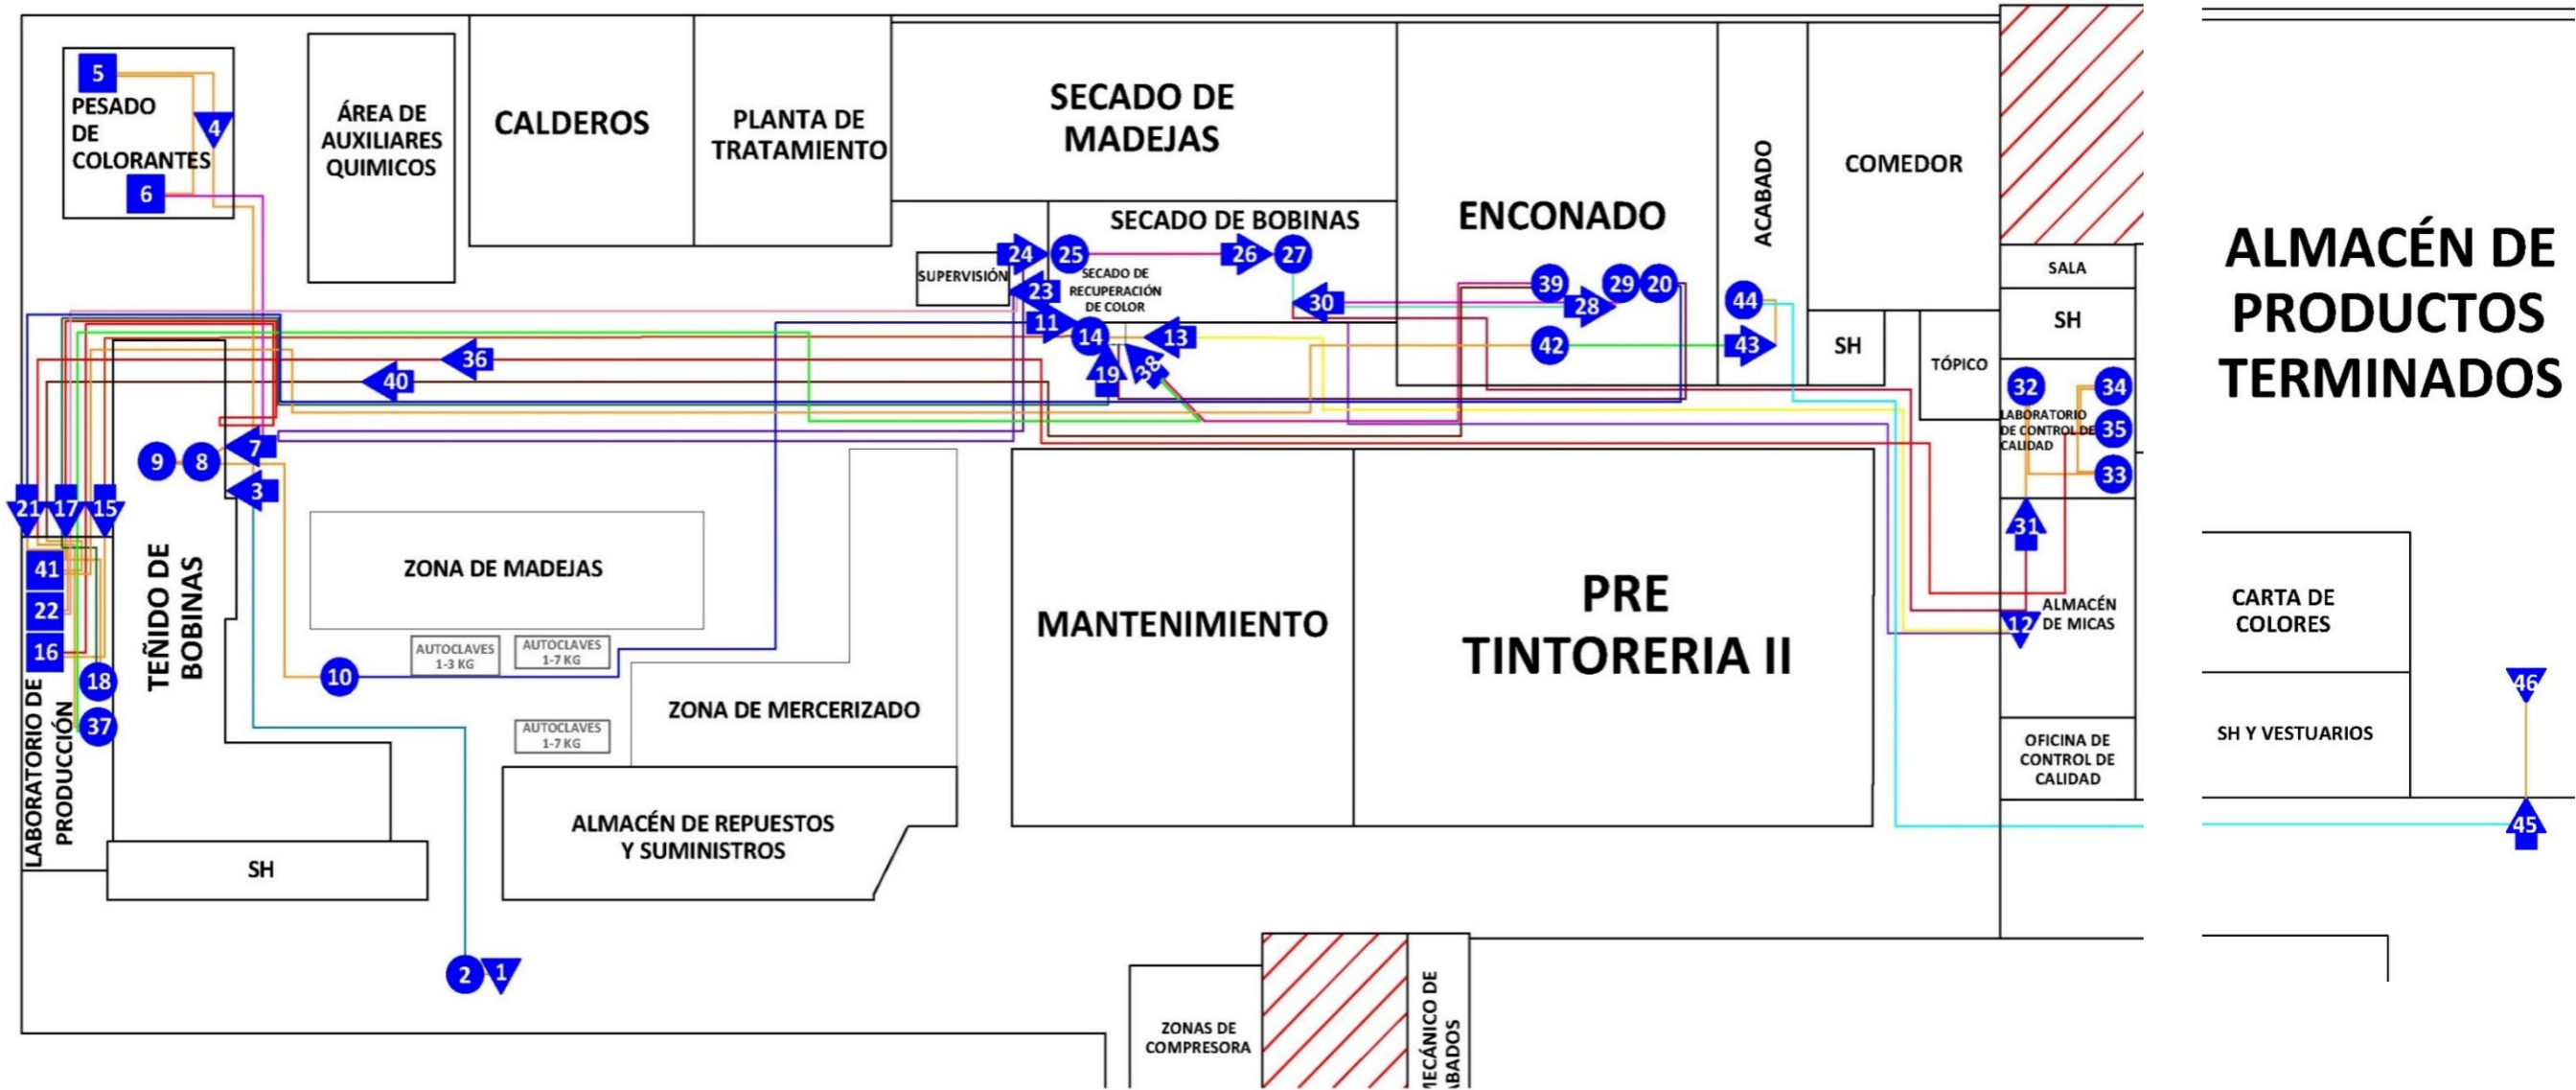 5
PESADO
DE
COLORANTES
4
6
ÁREA DE
AUXILIARES
QUIMICOS
CALDEROS
PLANTA DE
TRATAMIENTO
SECADO DE
MADEJAS
SECADO DE BOBINAS
SUPERVISIÓN
24
25
26
27
SECADO DE
RECUPERACIÓN
DE COLOR
23
11
14
13
19
38
30
ENCONADO
39
28
29
20
42
ACABADO
44
43
COMEDOR
SH
TÓPICO
SALA
SH
32
34
LABORATORIO
DE CONTROL DE
CALIDAD
35
33
31
ALMACÉN
DE MICAS
12
OFICINA DE
CONTROL DE
CALIDAD
ALMACÉN DE
PRODUCTOS
TERMINADOS
CARTA DE
COLORES
SH Y VESTUARIOS
46
45
36
40
9
8
7
3
21
17
15
41
22
16
18
37
LABORATORIO DE
PRODUCCIÓN
TEÑIDO DE
BOBINAS
ZONA DE MADEJAS
AUTOCLAVES
1-3 KG
AUTOCLAVES
1-7 KG
10
ZONA DE MERCERIZADO
AUTOCLAVES
1-7 KG
ALMACÉN DE REPUESTOS
Y SUMINISTROS
SH
2
1
MANTENIMIENTO
PRE
TINTORERIA II
ZONAS DE
COMPRESORA
MECÁNICO DE
ABADOS